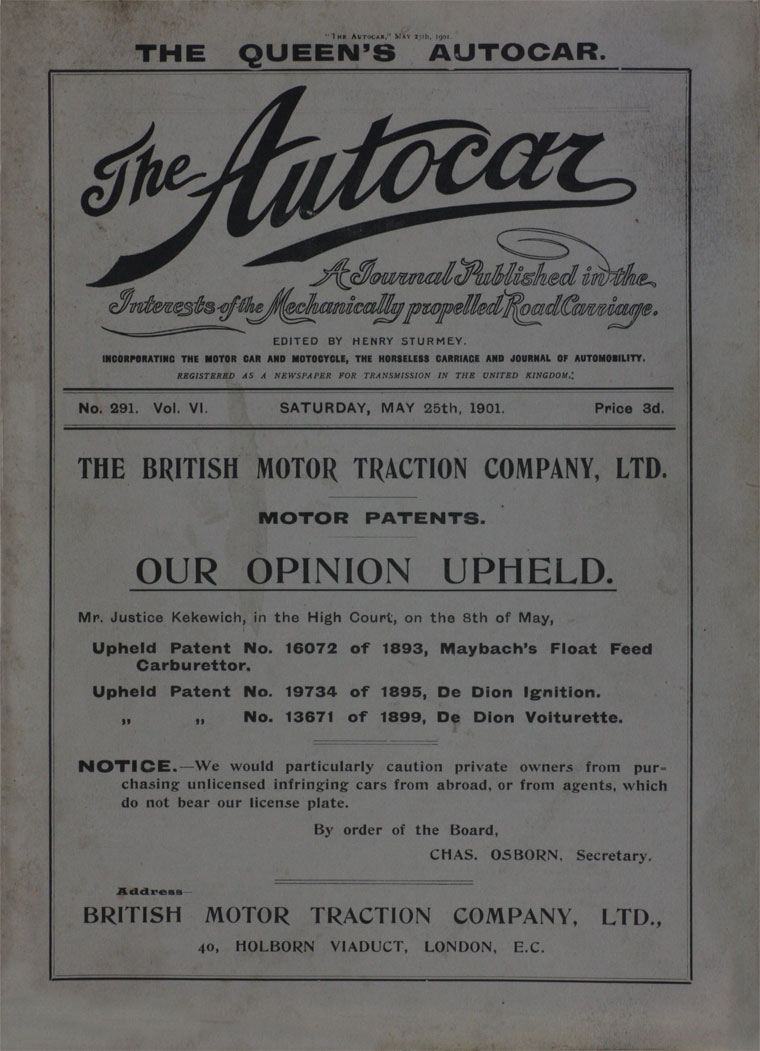 "The Autocar," May 25th, 1901.
THE QUEEN'S AUTOCAR.
The Autocar
A Journal Published in the
Interests of the Mechanically propelled Road Carriage.
EDITED BY HENRY STURMEY.
INCORPORATING THE MOTOR CAR AND MOTOCYCLE, THE HORSELESS CARRIAGE AND JOURNAL OF AUTOMOBILITY.
REGISTERED AS A NEWSPAPER FOR TRANSMISSION IN THE UNITED KINGDOM.
No. 291. Vol. VI. SATURDAY, MAY 25th, 1901. Price 3d.
THE BRITISH MOTOR TRACTION COMPANY, LTD.
MOTOR PATENTS.
OUR OPINION UPHELD.
Mr. Justice Kekewich, in the High Court, on the 8th of May,
Upheld Patent No. 16072 of 1893, Maybach's Float Feed
Carburettor.
Upheld Patent No. 19734 of 1895, De Dion Ignition.
„ „ No. 13671 of 1899, De Dion Voiturette.
NOTICE.—We would particularly caution private owners from pur-
chasing unlicensed infringing cars from abroad, or from agents, which
do not bear our license plate.
By order of the Board,
CHAS. OSBORN, Secretary.
Address—
BRITISH MOTOR TRACTION COMPANY, LTD.,
40, HOLBORN VIADUCT, LONDON, E.C.